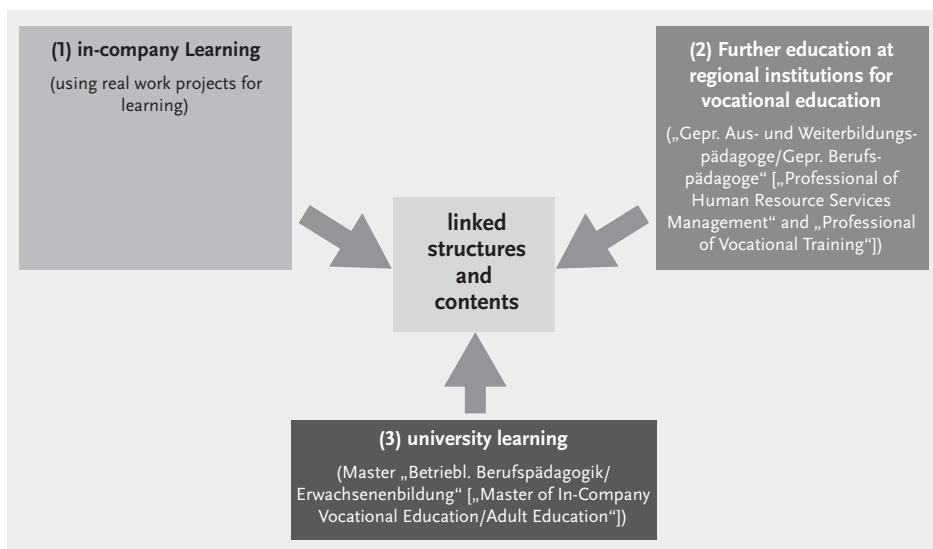 (1) in-company Learning
(using real work projects for
learning)
(2) Further education at
regional institutions for
vocational education
(„Gepr. Aus- und Weiterbildungs-
pädagoge/Gepr. Berufs-
pädagoge“ [„Professional of
Human Resource Services
Management“ and „Professional
of Vocational Training“])
linked
structures
and
contents
(3) university learning
(Master „Betriebl. Berufspädagogik/
Erwachsenenbildung“ [„Master of In-Company
Vocational Education/Adult Education“])